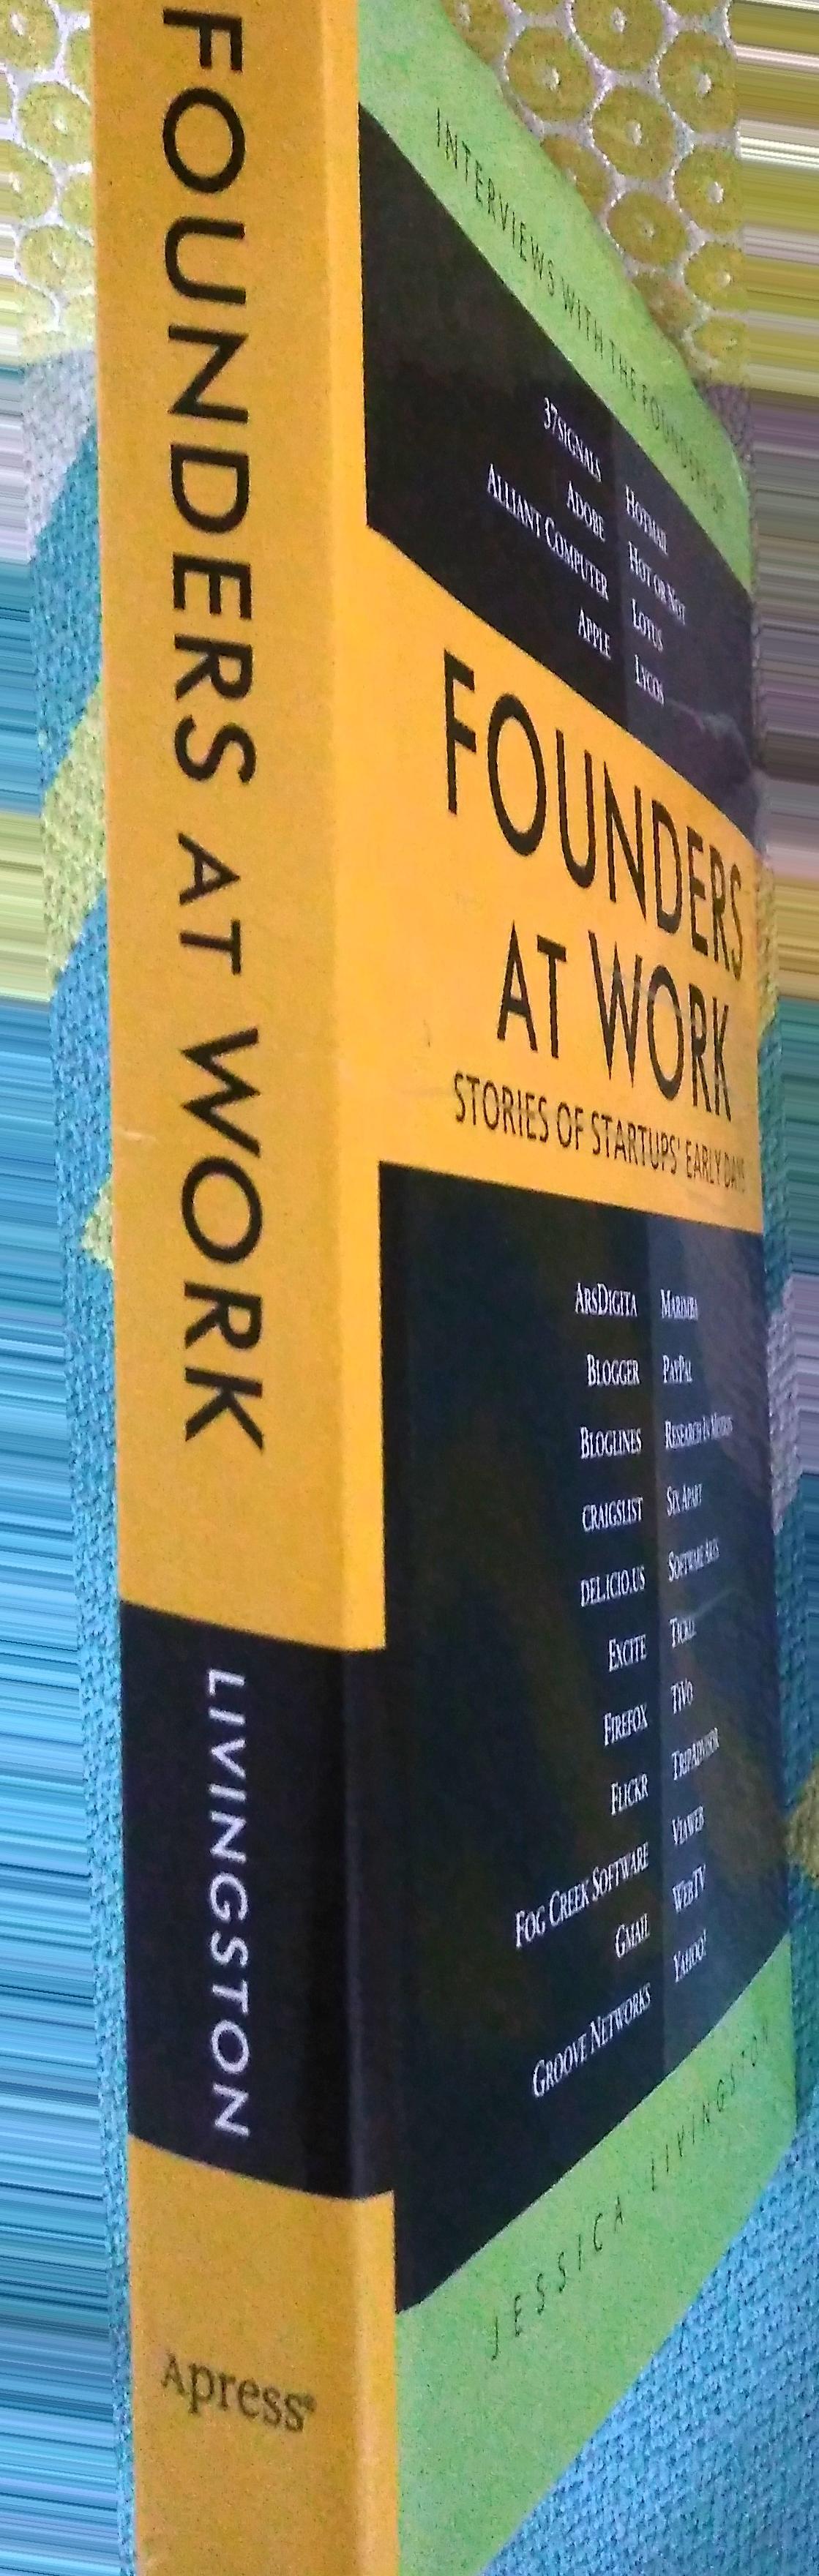 FOUNDERS AT WORK
LIVINGSTON
Apress®
INTERVIEWS WITH THE FOUNDERS OF
37SIGNALS HOTMAIL
ADOBE HOT OR NOT
ALLIANT COMPUTER LOTUS
APPLE LYCOS
FOUNDERS
AT WORK
STORIES OF STARTUPS' EARLY DAYS
ARSDIGITA MARIMBA
BLOGGER PAYPAL
BLOGLINES RESEARCH IN MOTION
CRAIGSLIST SIX APART
DEL.ICIO.US SOFTWARE ARTS
EXCITE TICKLE
FIREFOX TIVO
FLICKR TRIPADVISOR
FOG CREEK SOFTWARE VIAWEB
GMAIL WEBTV
GROOVE NETWORKS YAHOO!
JESSICA LIVINGSTON